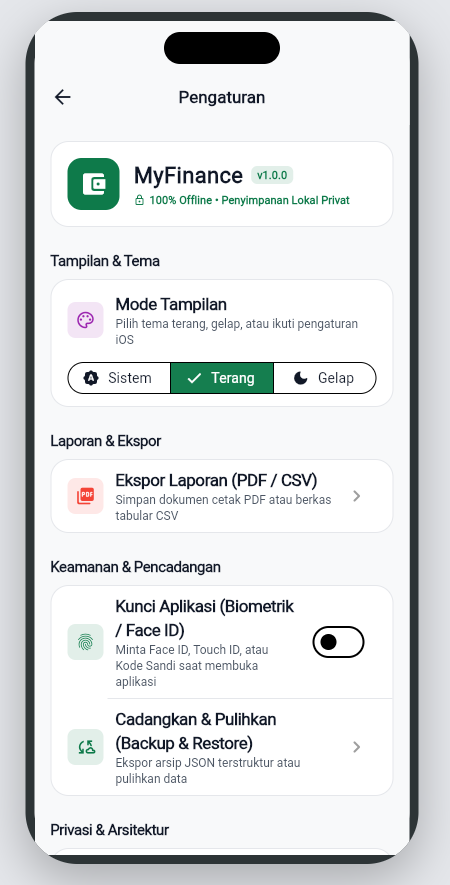 Pengaturan
MyFinance v1.0.0
100% Offline • Penyimpanan Lokal Privat
Tampilan & Tema
Mode Tampilan
Pilih tema terang, gelap, atau ikuti pengaturan
iOS
A Sistem Terang Gelap
Laporan & Ekspor
PDF
Ekspor Laporan (PDF / CSV)
Simpan dokumen cetak PDF atau berkas
tabular CSV
Keamanan & Pencadangan
Kunci Aplikasi (Biometrik
/ Face ID)
Minta Face ID, Touch ID, atau
Kode Sandi saat membuka
aplikasi
Cadangkan & Pulihkan
(Backup & Restore)
Ekspor arsip JSON terstruktur atau
pulihkan data
Privasi & Arsitektur